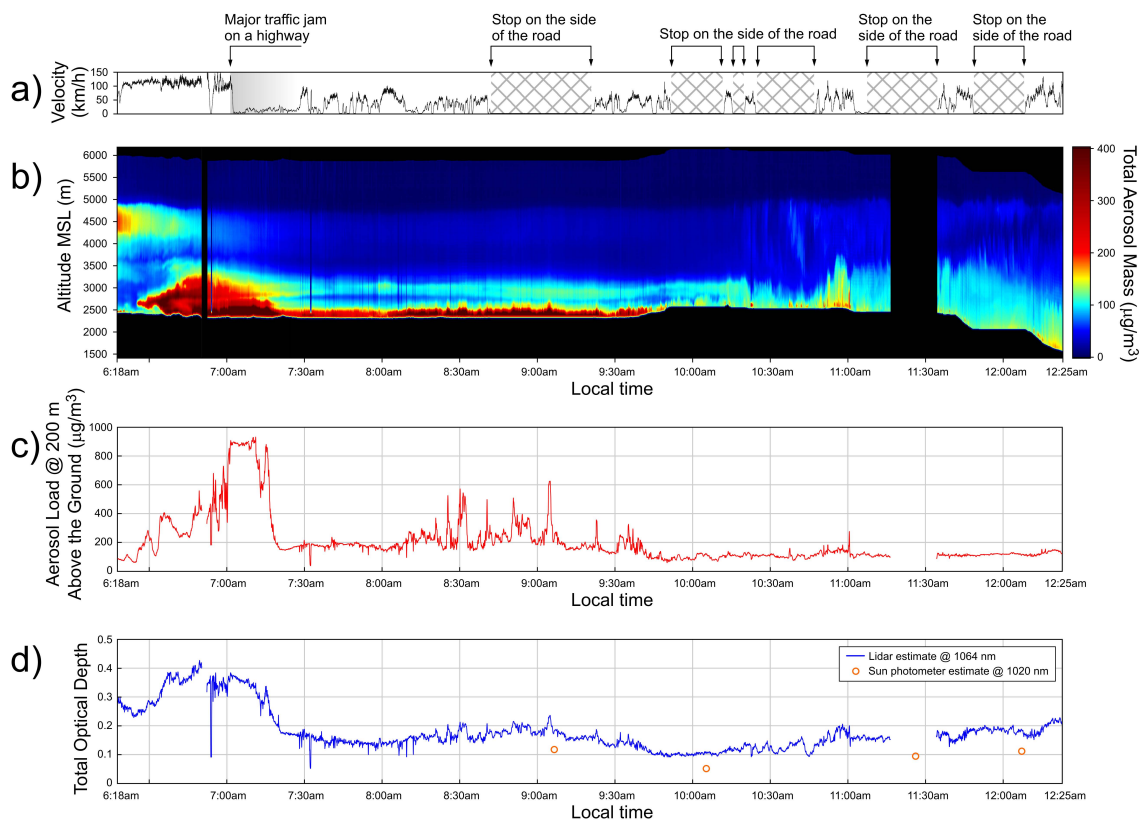 Major traffic jam
on a highway
Stop on the side
of the road
Stop on the side of the road
Stop on the
side of the road
Stop on the
side of the road
a)
Velocity
(km/h)
150
100
50
0
b)
Altitude MSL (m)
6000
5500
5000
4500
4000
3500
3000
2500
2000
1500
6:18am 7:00am 7:30am 8:00am 8:30am 9:00am 9:30am 10:00am 10:30am 11:00am 11:30am 12:00am 12:25am
Local time
400
300
200
100
0
Total Aerosol Mass (µg/m³)
c)
Aerosol Load @ 200 m
Above the Ground (µg/m³)
1000
800
600
400
200
0
6:18am 7:00am 7:30am 8:00am 8:30am 9:00am 9:30am 10:00am 10:30am 11:00am 11:30am 12:00am 12:25am
Local time
d)
Total Optical Depth
0.5
0.4
0.3
0.2
0.1
0
Lidar estimate @ 1064 nm
Sun photometer estimate @ 1020 nm
6:18am 7:00am 7:30am 8:00am 8:30am 9:00am 9:30am 10:00am 10:30am 11:00am 11:30am 12:00am 12:25am
Local time